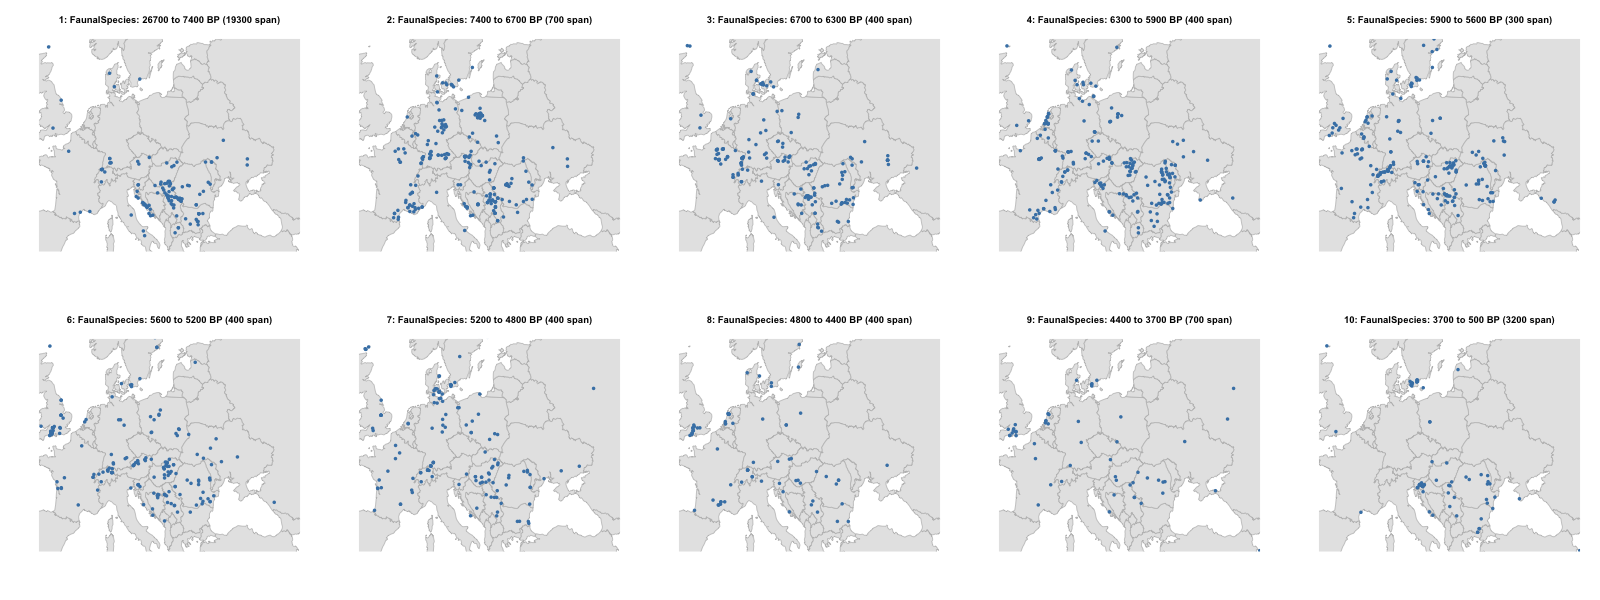 1: FaunalSpecies: 26700 to 7400 BP (19300 span)
2: FaunalSpecies: 7400 to 6700 BP (700 span)
3: FaunalSpecies: 6700 to 6300 BP (400 span)
4: FaunalSpecies: 6300 to 5900 BP (400 span)
5: FaunalSpecies: 5900 to 5600 BP (300 span)
6: FaunalSpecies: 5600 to 5200 BP (400 span)
7: FaunalSpecies: 5200 to 4800 BP (400 span)
8: FaunalSpecies: 4800 to 4400 BP (400 span)
9: FaunalSpecies: 4400 to 3700 BP (700 span)
10: FaunalSpecies: 3700 to 500 BP (3200 span)